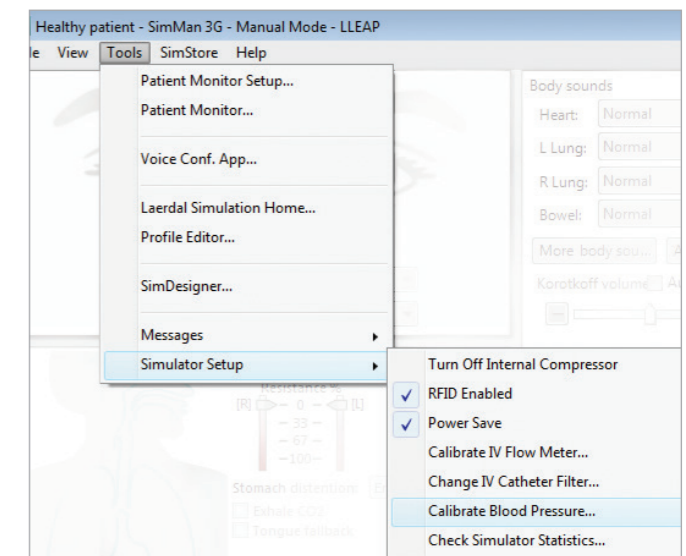 Healthy patient - SimMan 3G - Manual Mode - LLEAP
le View Tools SimStore Help
Patient Monitor Setup...
Patient Monitor...
Voice Conf. App...
Laerdal Simulation Home...
Profile Editor...
SimDesigner...
Messages
Simulator Setup
Turn Off Internal Compressor
RFID Enabled
Power Save
Calibrate IV Flow Meter...
Change IV Catheter Filter...
Calibrate Blood Pressure...
Check Simulator Statistics...
Body sounds
Heart: Normal
L Lung: Normal
R Lung: Normal
Bowel: Normal
More body sou... A
Korotkoff volume Au
Resistance %
[R] 0 [L]
- 33 -
- 67 -
-100-
Stomach distention:
Exhale CO2
Tongue fallback